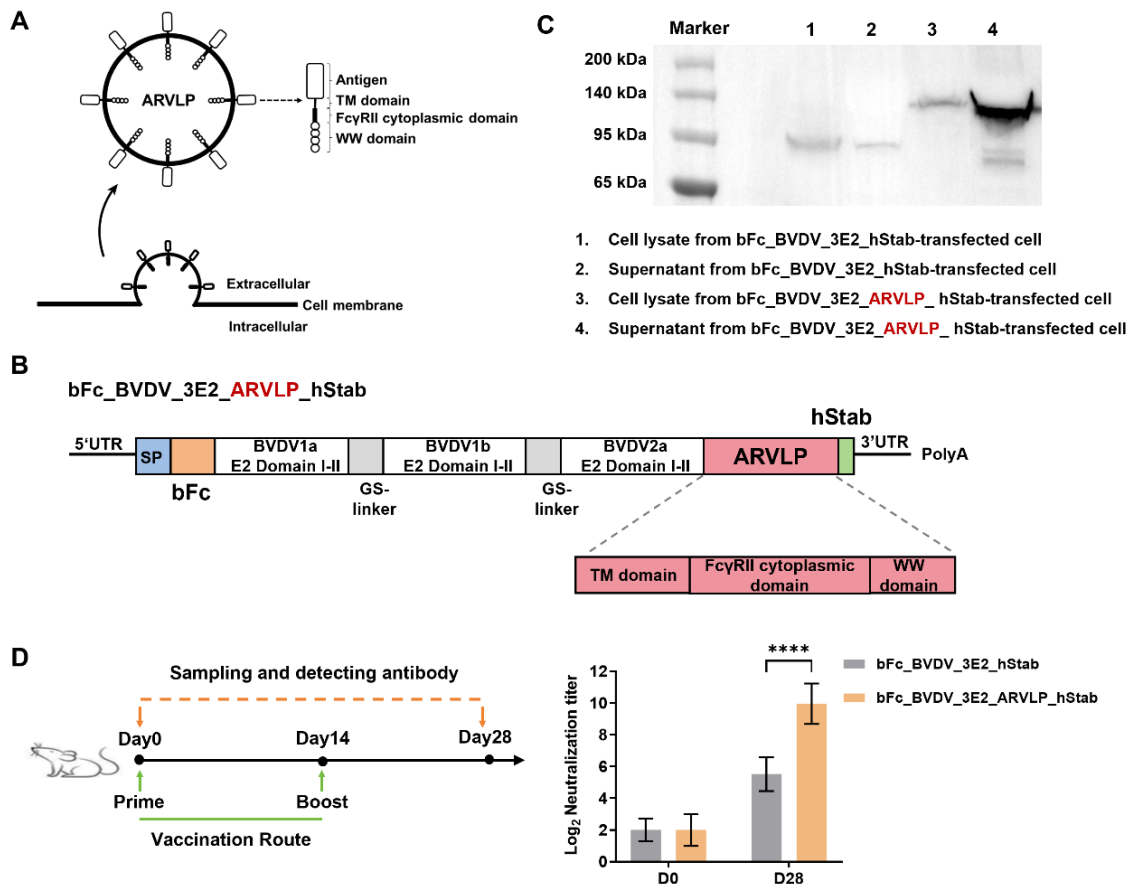 A
ARVLP
Antigen
TM domain
FcγRII cytoplasmic domain
WW domain
Extracellular
Cell membrane
Intracellular
C
Marker 1 2 3 4
200 kDa
140 kDa
95 kDa
65 kDa
1. Cell lysate from bFc_BVDV_3E2_hStab-transfected cell
2. Supernatant from bFc_BVDV_3E2_hStab-transfected cell
3. Cell lysate from bFc_BVDV_3E2_ARVLP_ hStab-transfected cell
4. Supernatant from bFc_BVDV_3E2_ARVLP_ hStab-transfected cell
B
bFc_BVDV_3E2_ARVLP_hStab
hStab
5‘UTR
3’UTR
PolyA
SP
bFc
BVDV1a
E2 Domain I-II
GS-
linker
BVDV1b
E2 Domain I-II
GS-
linker
BVDV2a
E2 Domain I-II
ARVLP
TM domain
FcγRII cytoplasmic
domain
WW
domain
D
Sampling and detecting antibody
Day0 Day14 Day28
Prime Boost
Vaccination Route
Log₂ Neutralization titer
12
10
8
6
4
2
0
D0 D28
****
bFc_BVDV_3E2_hStab
bFc_BVDV_3E2_ARVLP_hStab